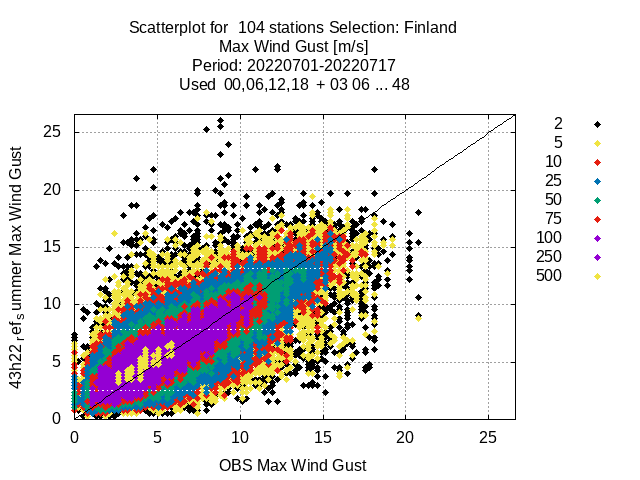 Scatterplot for 104 stations Selection: Finland
Max Wind Gust [m/s]
Period: 20220701-20220717
Used 00,06,12,18 + 03 06 ... 48
43h22_ref_summer Max Wind Gust
25
20
15
10
5
0
0 5 10 15 20 25
OBS Max Wind Gust
2
5
10
25
50
75
100
250
500